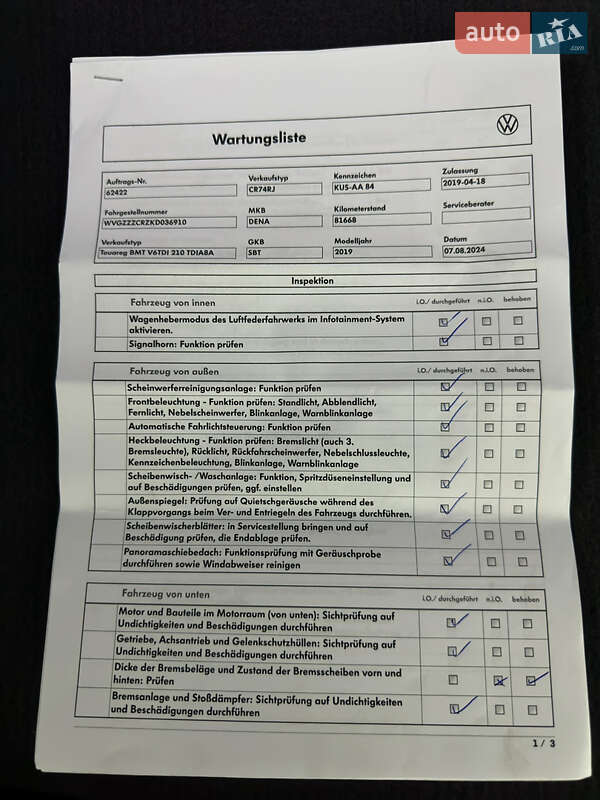 auto RIA
.com
Wartungsliste
Auftrags-Nr. Verkaufstyp Kennzeichen Zulassung
62422 CR74RJ KUS-AA 84 2019-04-18
Fahrgestellnummer MKB Kilometerstand Serviceberater
WVGZZZCRZKD036910 DENA 81668
Verkaufstyp GKB Modelljahr Datum
Touareg BMT V6TDI 210 TDIA8A SBT 2019 07.08.2024
Inspektion
Fahrzeug von innen i.O./ durchgeführt n.i.O. behoben
Wagenhebermodus des Luftfederfahrwerks im Infotainment-System
aktivieren.
Signalhorn: Funktion prüfen
Fahrzeug von außen i.O./ durchgeführt n.i.O. behoben
Scheinwerferreinigungsanlage: Funktion prüfen
Frontbeleuchtung - Funktion prüfen: Standlicht, Abblendlicht,
Fernlicht, Nebelscheinwerfer, Blinkanlage, Warnblinkanlage
Automatische Fahrlichtsteuerung: Funktion prüfen
Heckbeleuchtung - Funktion prüfen: Bremslicht (auch 3.
Bremsleuchte), Rücklicht, Rückfahrscheinwerfer, Nebelschlussleuchte,
Kennzeichenbeleuchtung, Blinkanlage, Warnblinkanlage
Scheibenwisch- /Waschanlage: Funktion, Spritzdüseneinstellung und
auf Beschädigungen prüfen, ggf. einstellen
Außenspiegel: Prüfung auf Quietschgeräusche während des
Klappvorgangs beim Ver- und Entriegeln des Fahrzeugs durchführen.
Scheibenwischerblätter: in Servicestellung bringen und auf
Beschädigung prüfen, die Endablage prüfen.
Panoramaschiebedach: Funktionsprüfung mit Geräuschprobe
durchführen sowie Windabweiser reinigen
Fahrzeug von unten i.O./ durchgeführt n.i.O. behoben
Motor und Bauteile im Motorraum (von unten): Sichtprüfung auf
Undichtigkeiten und Beschädigungen durchführen
Getriebe, Achsantrieb und Gelenkschutzhüllen: Sichtprüfung auf
Undichtigkeiten und Beschädigungen durchführen
Dicke der Bremsbeläge und Zustand der Bremsscheiben vorn und
hinten: Prüfen
Bremsanlage und Stoßdämpfer: Sichtprüfung auf Undichtigkeiten
und Beschädigungen durchführen
1 / 3